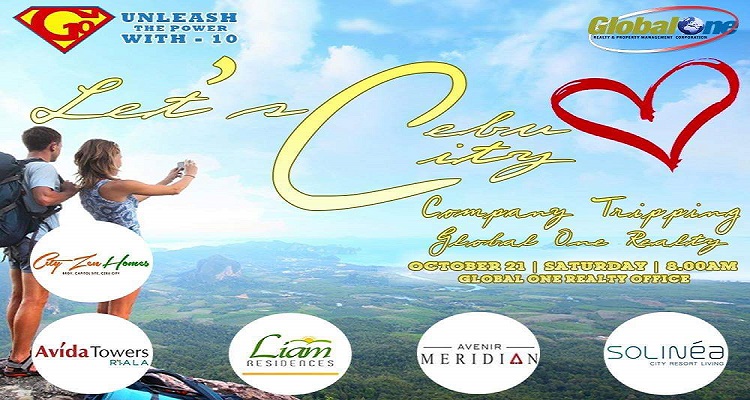 G10
UNLEASH
THE POWER
WITH - 10
GlobalOne
REALTY & PROPERTY MANAGEMENT CORPORATION
Let's Cebu City
Company Tripping
Global One Realty
OCTOBER 21 | SATURDAY | 8.00AM
GLOBAL ONE REALTY OFFICE
City-Zen Homes
BRGY. CAPITOL SITE, CEBU CITY
Avida Towers
RIALA
Liam
RESIDENCES
AVENIR
MERIDIAN
SOLINéa
CITY RESORT LIVING